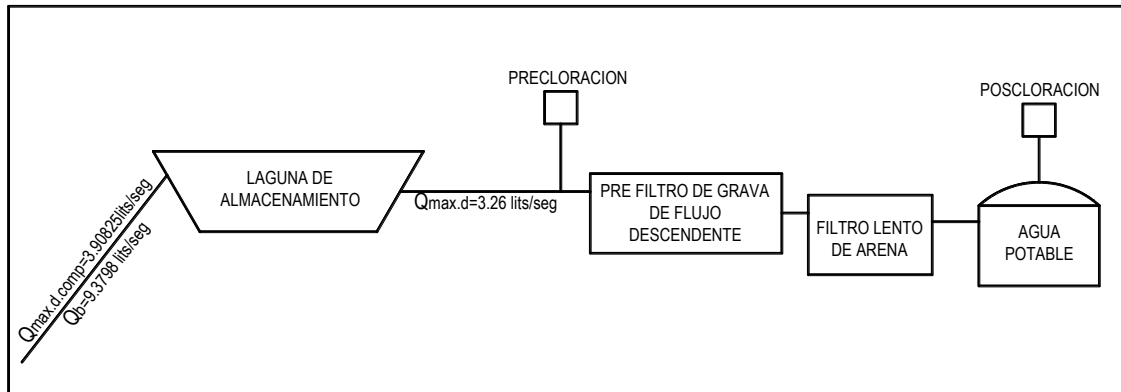 PRECLORACION
POSCLORACION
LAGUNA DE
ALMACENAMIENTO
Qmax.d.comp=3.90825lits/seg
Qb=9.3798 lits/seg
Qmax.d=3.26 lits/seg
PRE FILTRO DE GRAVA
DE FLUJO
DESCENDENTE
FILTRO LENTO
DE ARENA
AGUA
POTABLE